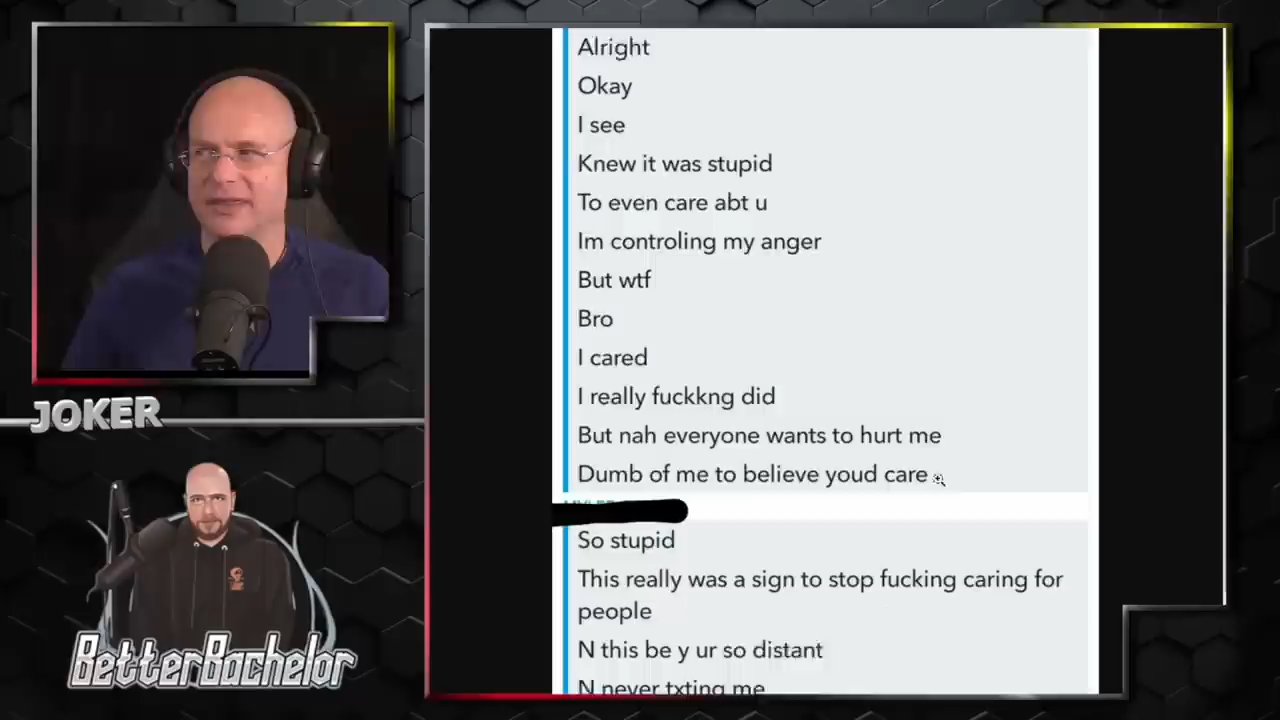 Alright
Okay
I see
Knew it was stupid
To even care abt u
Im controling my anger
But wtf
Bro
I cared
I really fuckkng did
But nah everyone wants to hurt me
Dumb of me to believe youd care
So stupid
This really was a sign to stop fucking caring for
people
N this be y ur so distant
N never txting me
JOKER
BetterBachelor